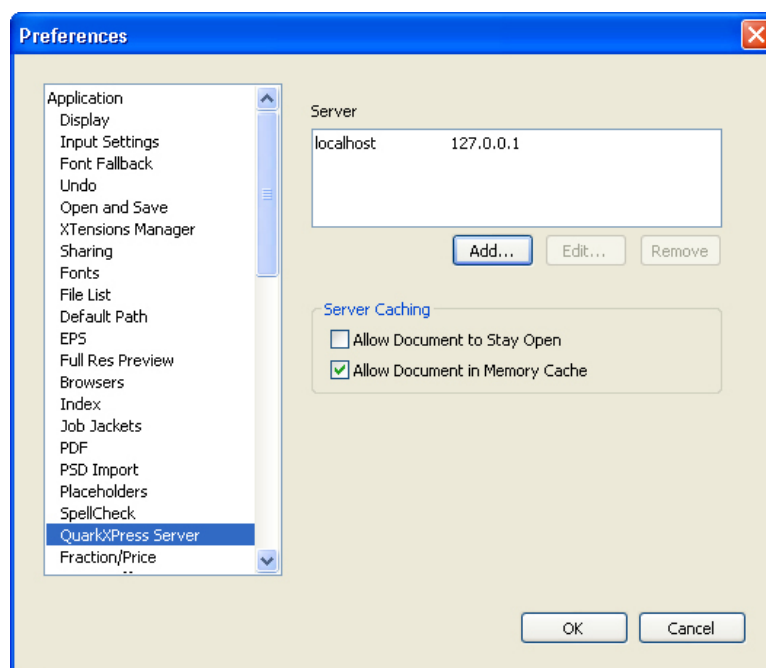 Preferences
Application
Display
Input Settings
Font Fallback
Undo
Open and Save
XTensions Manager
Sharing
Fonts
File List
Default Path
EPS
Full Res Preview
Browsers
Index
Job Jackets
PDF
PSD Import
Placeholders
SpellCheck
QuarkXPress Server
Fraction/Price
Server
localhost 127.0.0.1
Add... Edit... Remove
Server Caching
Allow Document to Stay Open
Allow Document in Memory Cache
OK Cancel